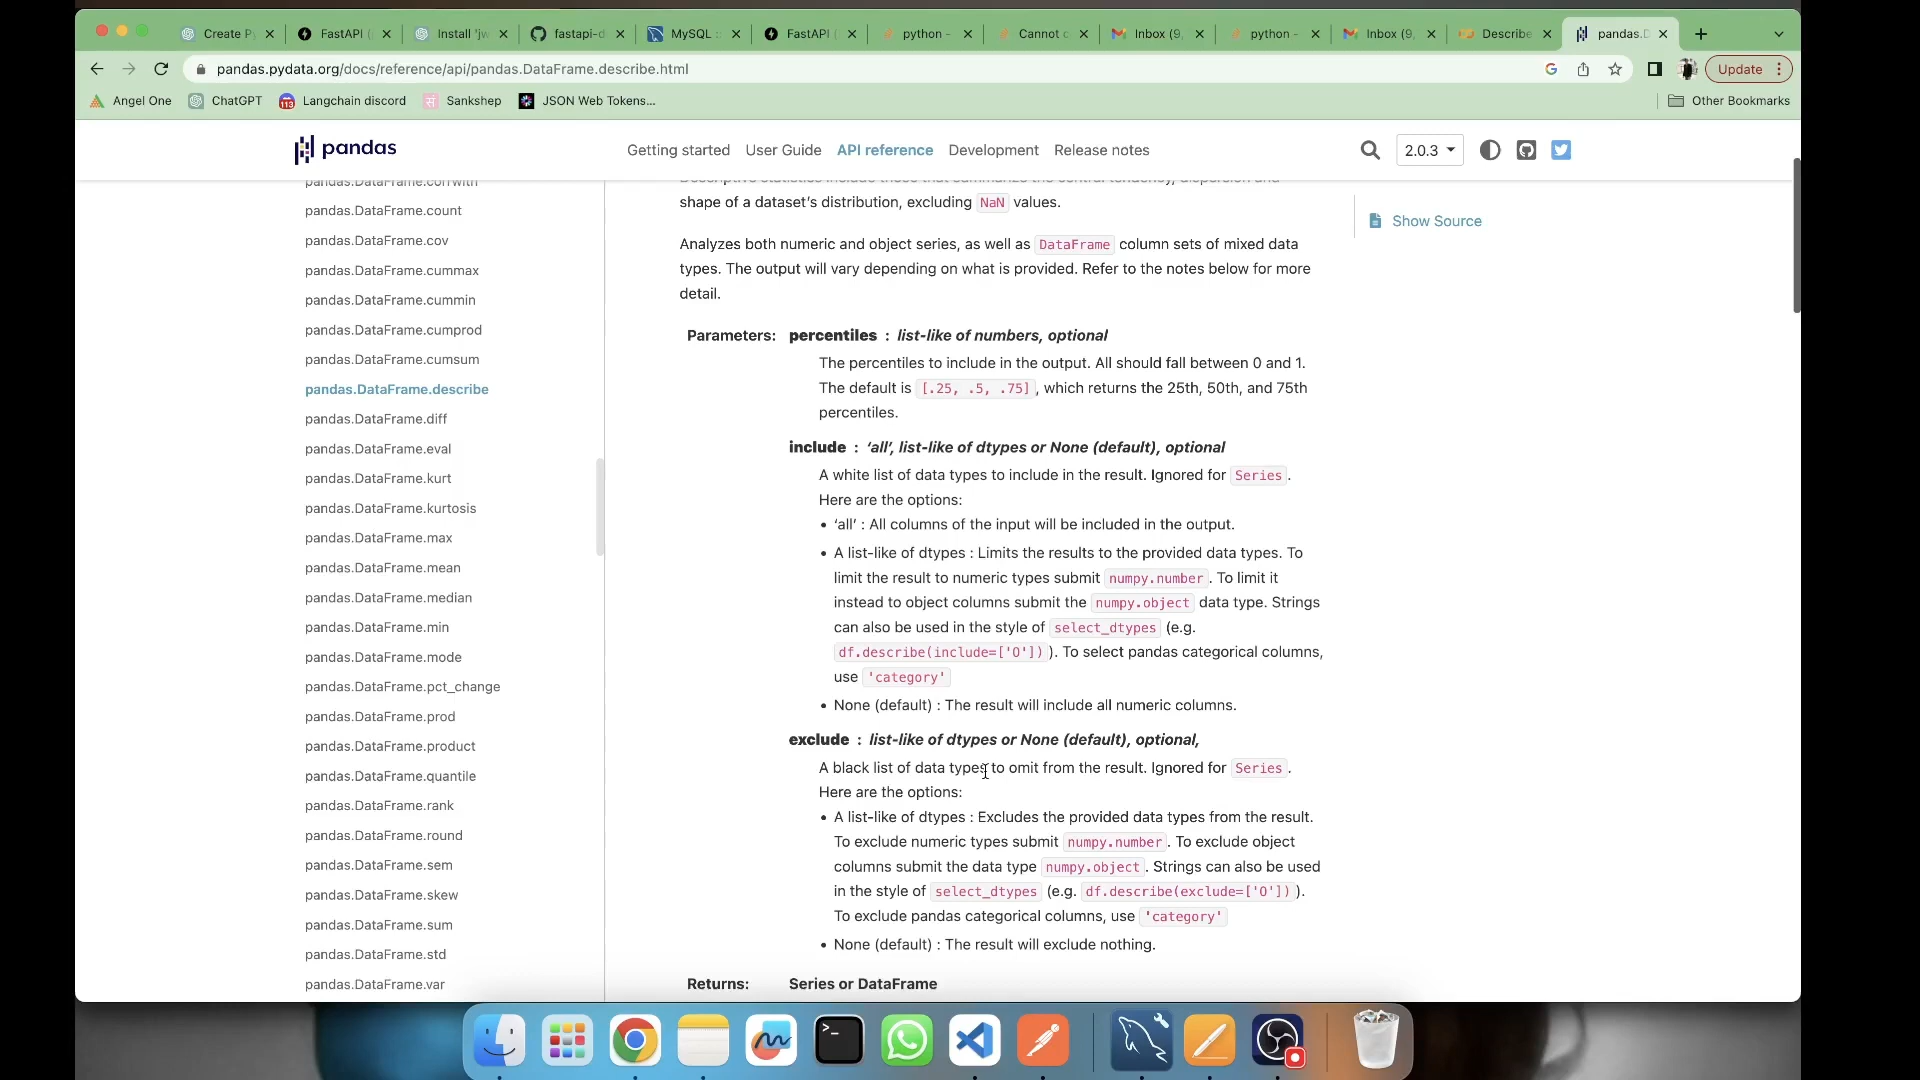 Create P
FastAPI (
Install 'jw
fastapi-d
MySQL :
FastAPI (
python -
Cannot c
Inbox (9,
python -
Inbox (9,
Describe
pandas.D
pandas.pydata.org/docs/reference/api/pandas.DataFrame.describe.html
Update
Angel One
ChatGPT
113
Langchain discord
Sankshep
JSON Web Tokens...
Other Bookmarks
pandas
Getting started User Guide API reference Development Release notes
2.0.3
pandas.DataFrame.corrwith
pandas.DataFrame.count
pandas.DataFrame.cov
pandas.DataFrame.cummax
pandas.DataFrame.cummin
pandas.DataFrame.cumprod
pandas.DataFrame.cumsum
pandas.DataFrame.describe
pandas.DataFrame.diff
pandas.DataFrame.eval
pandas.DataFrame.kurt
pandas.DataFrame.kurtosis
pandas.DataFrame.max
pandas.DataFrame.mean
pandas.DataFrame.median
pandas.DataFrame.min
pandas.DataFrame.mode
pandas.DataFrame.pct_change
pandas.DataFrame.prod
pandas.DataFrame.product
pandas.DataFrame.quantile
pandas.DataFrame.rank
pandas.DataFrame.round
pandas.DataFrame.sem
pandas.DataFrame.skew
pandas.DataFrame.sum
pandas.DataFrame.std
pandas.DataFrame.var
Descriptive statistics include those that summarize the central tendency, dispersion and
shape of a dataset's distribution, excluding NaN values.
Analyzes both numeric and object series, as well as DataFrame column sets of mixed data
types. The output will vary depending on what is provided. Refer to the notes below for more
detail.
Parameters: percentiles : list-like of numbers, optional
The percentiles to include in the output. All should fall between 0 and 1.
The default is [.25, .5, .75], which returns the 25th, 50th, and 75th
percentiles.
include : ‘all’, list-like of dtypes or None (default), optional
A white list of data types to include in the result. Ignored for Series.
Here are the options:
• ‘all’ : All columns of the input will be included in the output.
• A list-like of dtypes : Limits the results to the provided data types. To
limit the result to numeric types submit numpy.number. To limit it
instead to object columns submit the numpy.object data type. Strings
can also be used in the style of select_dtypes (e.g.
df.describe(include=['O'])). To select pandas categorical columns,
use 'category'
• None (default) : The result will include all numeric columns.
exclude : list-like of dtypes or None (default), optional,
A black list of data types to omit from the result. Ignored for Series.
Here are the options:
• A list-like of dtypes : Excludes the provided data types from the result.
To exclude numeric types submit numpy.number. To exclude object
columns submit the data type numpy.object. Strings can also be used
in the style of select_dtypes (e.g. df.describe(exclude=['O'])).
To exclude pandas categorical columns, use 'category'
• None (default) : The result will exclude nothing.
Returns: Series or DataFrame
Show Source